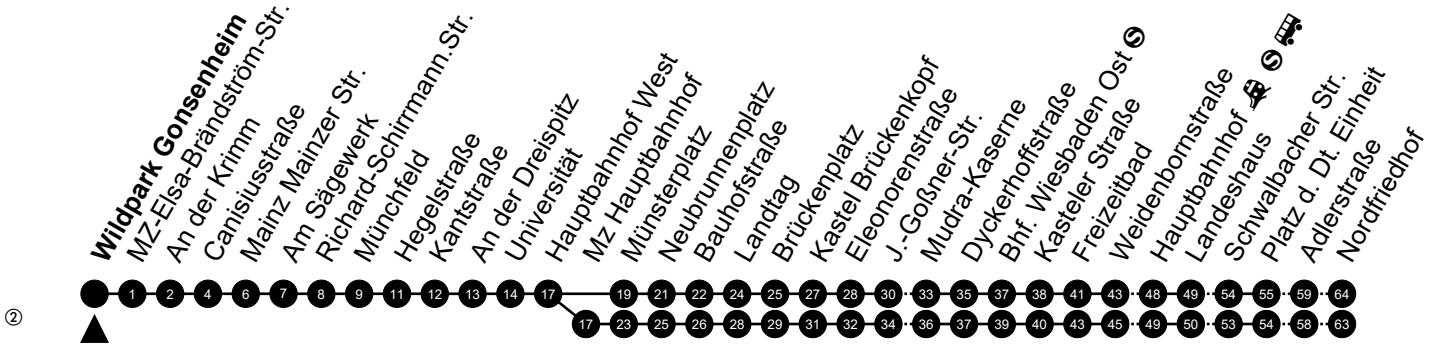 Wildpark Gonsenheim
MZ-Elsa-Brändström-Str.
An der Krimm
Canisiusstraße
Mainz Mainzer Str.
Am Sägewerk
Richard-Schirrmann.Str.
Münchfeld
Hegelstraße
Kantstraße
An der Dreispitz
Universität
Hauptbahnhof West
Mz Hauptbahnhof
Münsterplatz
Neubrunnenplatz
Bauhofstraße
Landtag
Brückenplatz
Kastel Brückenkopf
Eleonorenstraße
J.-Goßner-Str.
Mudra-Kaserne
Dyckerhoffstraße
Bhf. Wiesbaden Ost S
Kasteler Straße
Freizeitbad
Weidenbornstraße
Hauptbahnhof S
Landeshaus
Schwalbacher Str.
Platz d. Dt. Einheit
Adlerstraße
Nordfriedhof
1 2 4 6 7 8 9 11 12 13 14 17 19 21 22 24 25 27 28 30 33 35 37 38 41 43 48 49 54 55 59 64
② 17 23 25 26 28 29 31 32 34 36 37 39 40 43 45 49 50 53 54 58 63